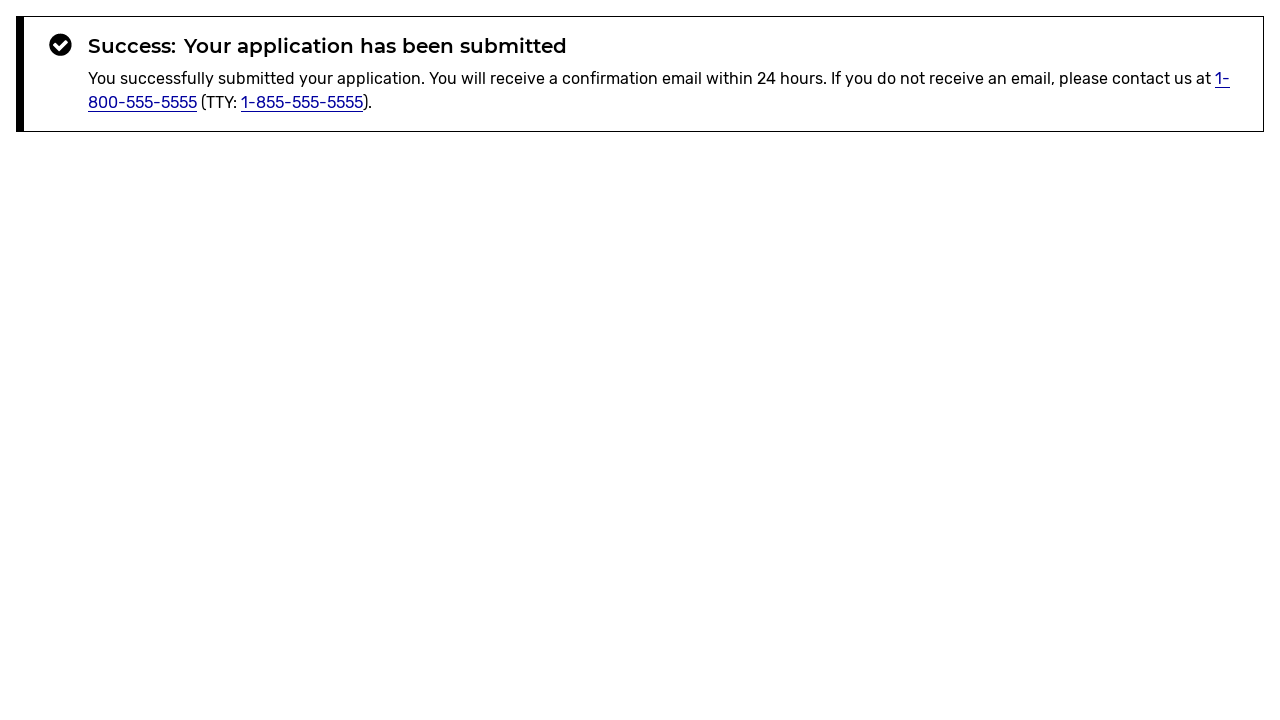 Success: Your application has been submitted
You successfully submitted your application. You will receive a confirmation email within 24 hours. If you do not receive an email, please contact us at 1-
800-555-5555 (TTY: 1-855-555-5555).